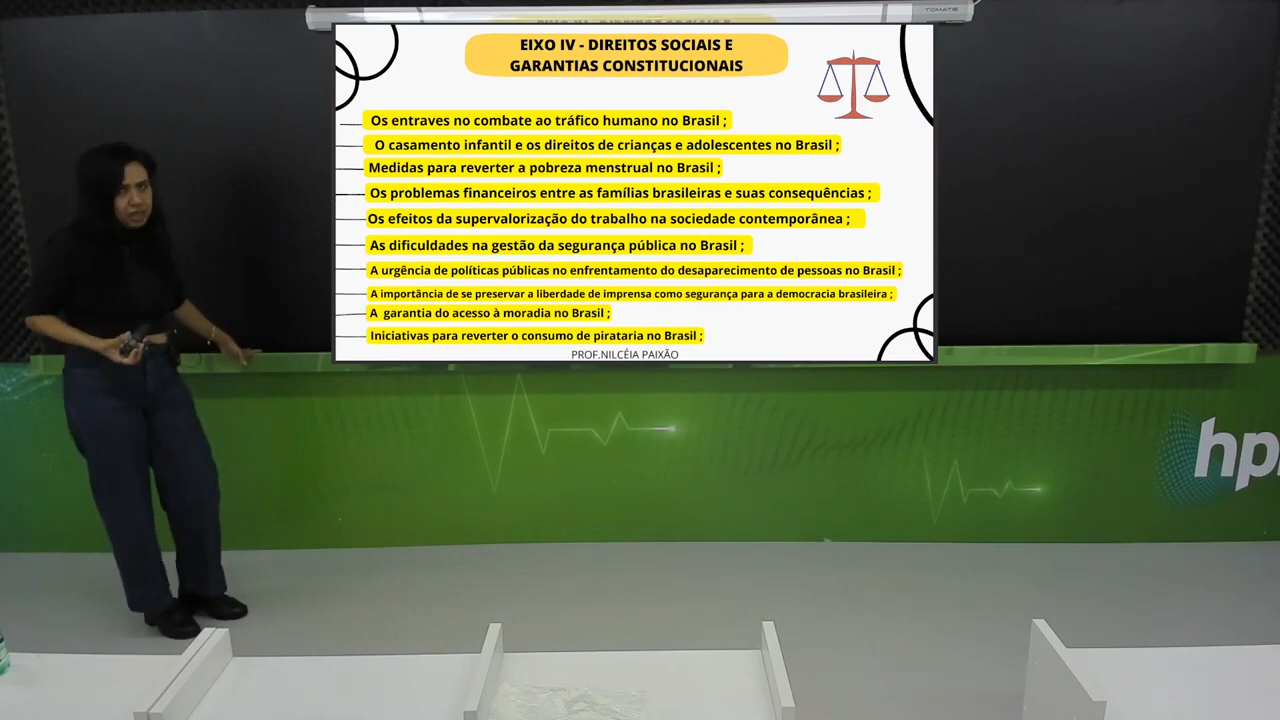 TOMATE
EIXO IV - DIREITOS SOCIAIS E
GARANTIAS CONSTITUCIONAIS
Os entraves no combate ao tráfico humano no Brasil ;
O casamento infantil e os direitos de crianças e adolescentes no Brasil ;
Medidas para reverter a pobreza menstrual no Brasil ;
Os problemas financeiros entre as famílias brasileiras e suas consequências ;
Os efeitos da supervalorização do trabalho na sociedade contemporânea ;
As dificuldades na gestão da segurança pública no Brasil ;
A urgência de políticas públicas no enfrentamento do desaparecimento de pessoas no Brasil ;
A importância de se preservar a liberdade de imprensa como segurança para a democracia brasileira ;
A garantia do acesso à moradia no Brasil ;
Iniciativas para reverter o consumo de pirataria no Brasil ;
PROF.NILCÉIA PAIXÃO